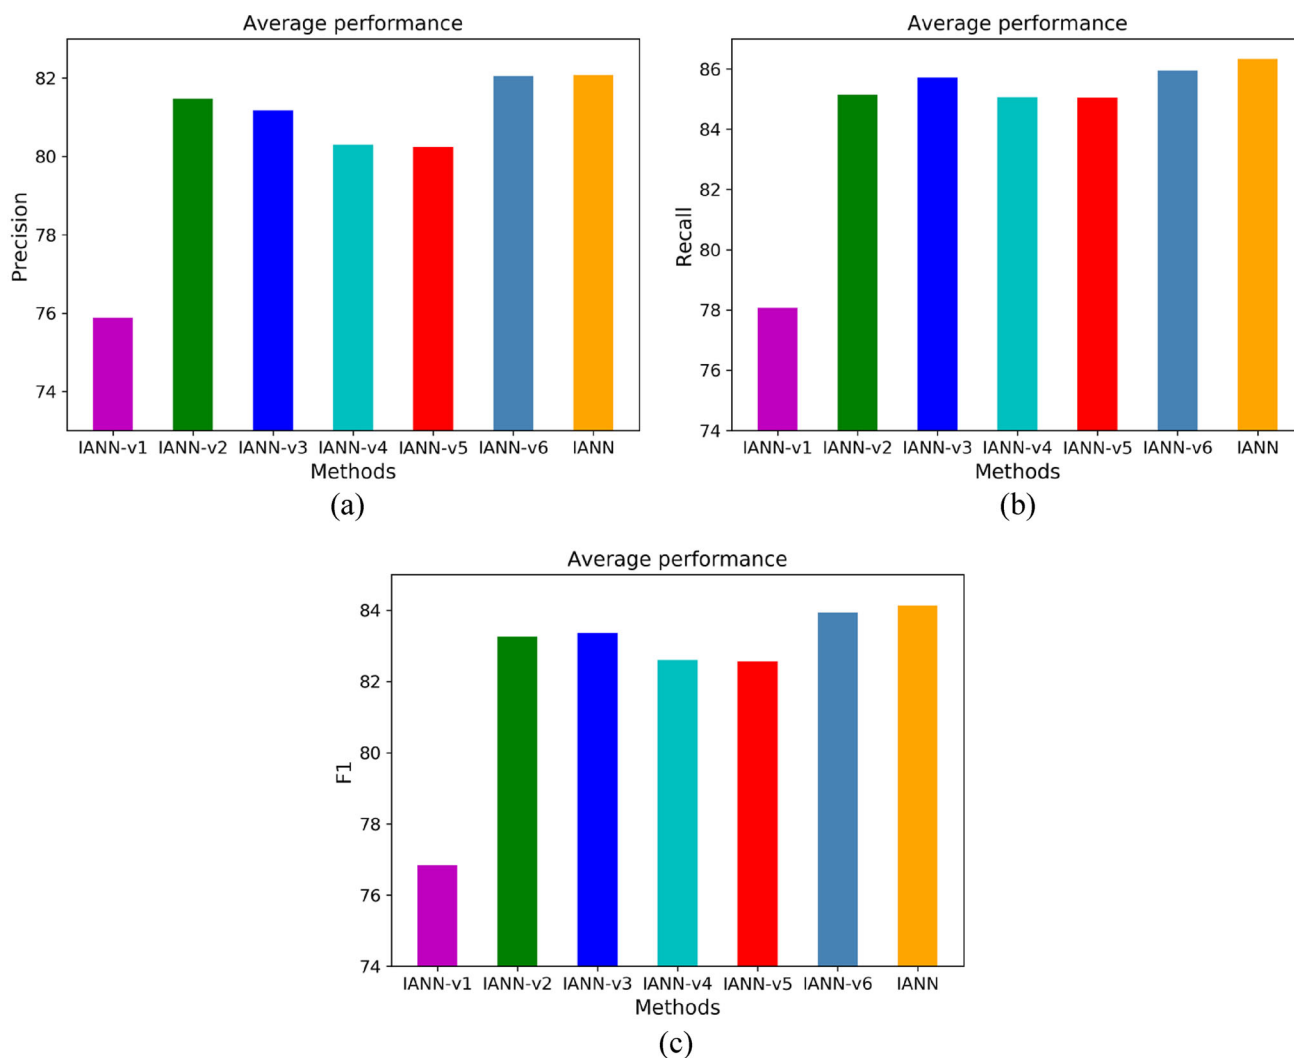 Average performance
82
80
78
76
74
Precision
IANN-v1 IANN-v2 IANN-v3 IANN-v4 IANN-v5 IANN-v6 IANN
Methods
(a)
Average performance
86
84
82
80
78
76
74
Recall
IANN-v1 IANN-v2 IANN-v3 IANN-v4 IANN-v5 IANN-v6 IANN
Methods
(b)
Average performance
84
82
80
78
76
74
F1
IANN-v1 IANN-v2 IANN-v3 IANN-v4 IANN-v5 IANN-v6 IANN
Methods
(c)